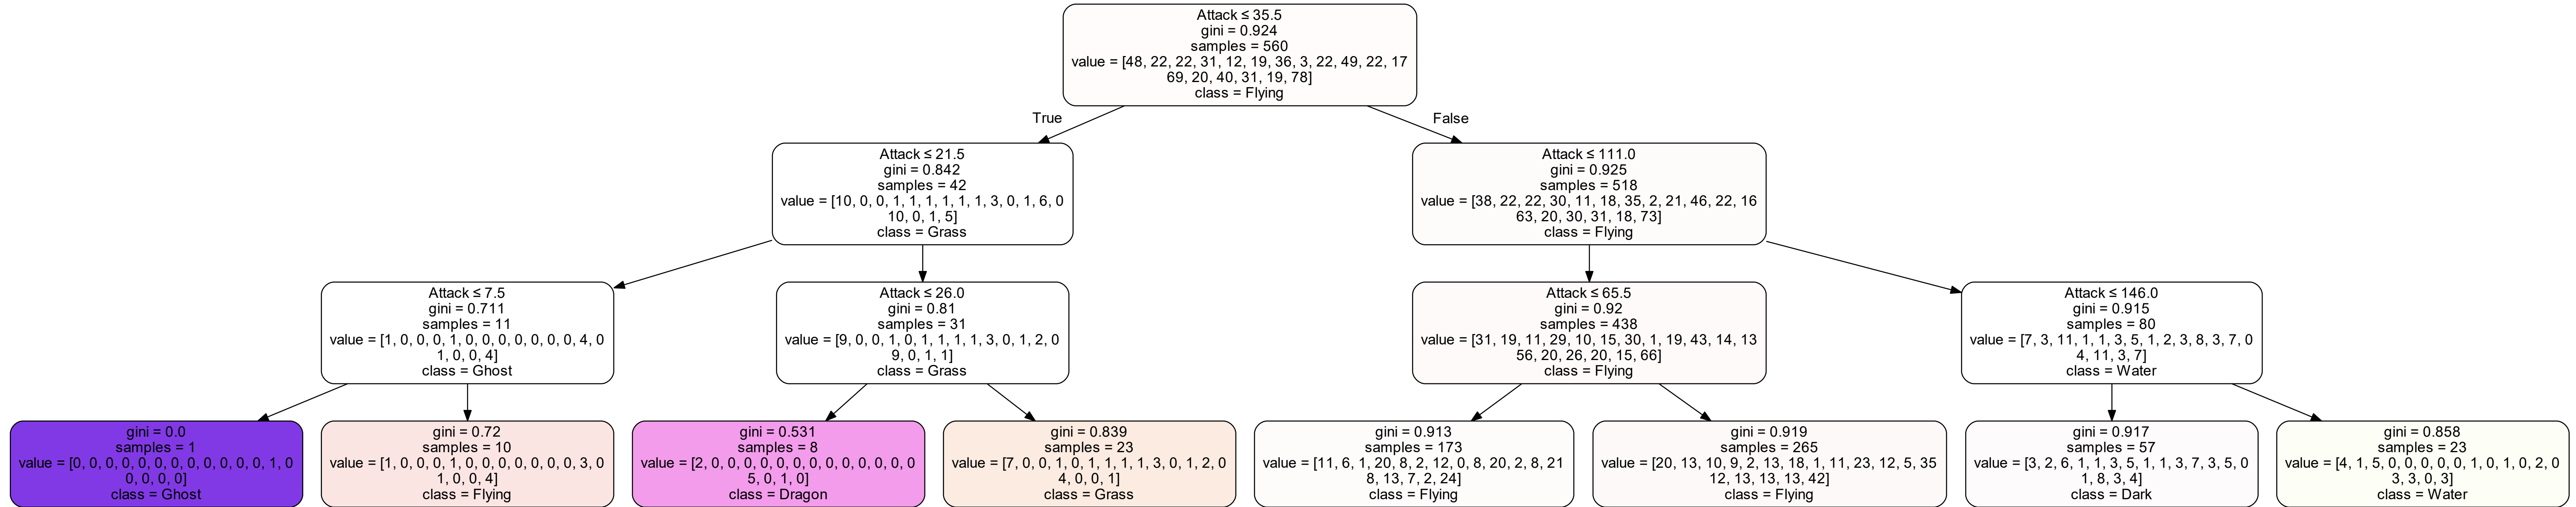 Attack ≤ 35.5
gini = 0.924
samples = 560
value = [48, 22, 22, 31, 12, 19, 36, 3, 22, 49, 22, 17
69, 20, 40, 31, 19, 78]
class = Flying
True
False
Attack ≤ 21.5
gini = 0.842
samples = 42
value = [10, 0, 0, 1, 1, 1, 1, 1, 1, 3, 0, 1, 6, 0
10, 0, 1, 5]
class = Grass
Attack ≤ 111.0
gini = 0.925
samples = 518
value = [38, 22, 22, 30, 11, 18, 35, 2, 21, 46, 22, 16
63, 20, 30, 31, 18, 73]
class = Flying
Attack ≤ 7.5
gini = 0.711
samples = 11
value = [1, 0, 0, 0, 1, 0, 0, 0, 0, 0, 0, 0, 4, 0
1, 0, 0, 4]
class = Ghost
Attack ≤ 26.0
gini = 0.81
samples = 31
value = [9, 0, 0, 1, 0, 1, 1, 1, 1, 3, 0, 1, 2, 0
9, 0, 1, 1]
class = Grass
Attack ≤ 65.5
gini = 0.92
samples = 438
value = [31, 19, 11, 29, 10, 15, 30, 1, 19, 43, 14, 13
56, 20, 26, 20, 15, 66]
class = Flying
Attack ≤ 146.0
gini = 0.915
samples = 80
value = [7, 3, 11, 1, 1, 3, 5, 1, 2, 3, 8, 3, 7, 0
4, 11, 3, 7]
class = Water
gini = 0.0
samples = 1
value = [0, 0, 0, 0, 0, 0, 0, 0, 0, 0, 0, 0, 1, 0
0, 0, 0, 0]
class = Ghost
gini = 0.72
samples = 10
value = [1, 0, 0, 0, 1, 0, 0, 0, 0, 0, 0, 0, 3, 0
1, 0, 0, 4]
class = Flying
gini = 0.531
samples = 8
value = [2, 0, 0, 0, 0, 0, 0, 0, 0, 0, 0, 0, 0, 0
5, 0, 1, 0]
class = Dragon
gini = 0.839
samples = 23
value = [7, 0, 0, 1, 0, 1, 1, 1, 1, 3, 0, 1, 2, 0
4, 0, 0, 1]
class = Grass
gini = 0.913
samples = 173
value = [11, 6, 1, 20, 8, 2, 12, 0, 8, 20, 2, 8, 21
8, 13, 7, 2, 24]
class = Flying
gini = 0.919
samples = 265
value = [20, 13, 10, 9, 2, 13, 18, 1, 11, 23, 12, 5, 35
12, 13, 13, 13, 42]
class = Flying
gini = 0.917
samples = 57
value = [3, 2, 6, 1, 1, 3, 5, 1, 1, 3, 7, 3, 5, 0
1, 8, 3, 4]
class = Dark
gini = 0.858
samples = 23
value = [4, 1, 5, 0, 0, 0, 0, 0, 1, 0, 1, 0, 2, 0
3, 3, 0, 3]
class = Water